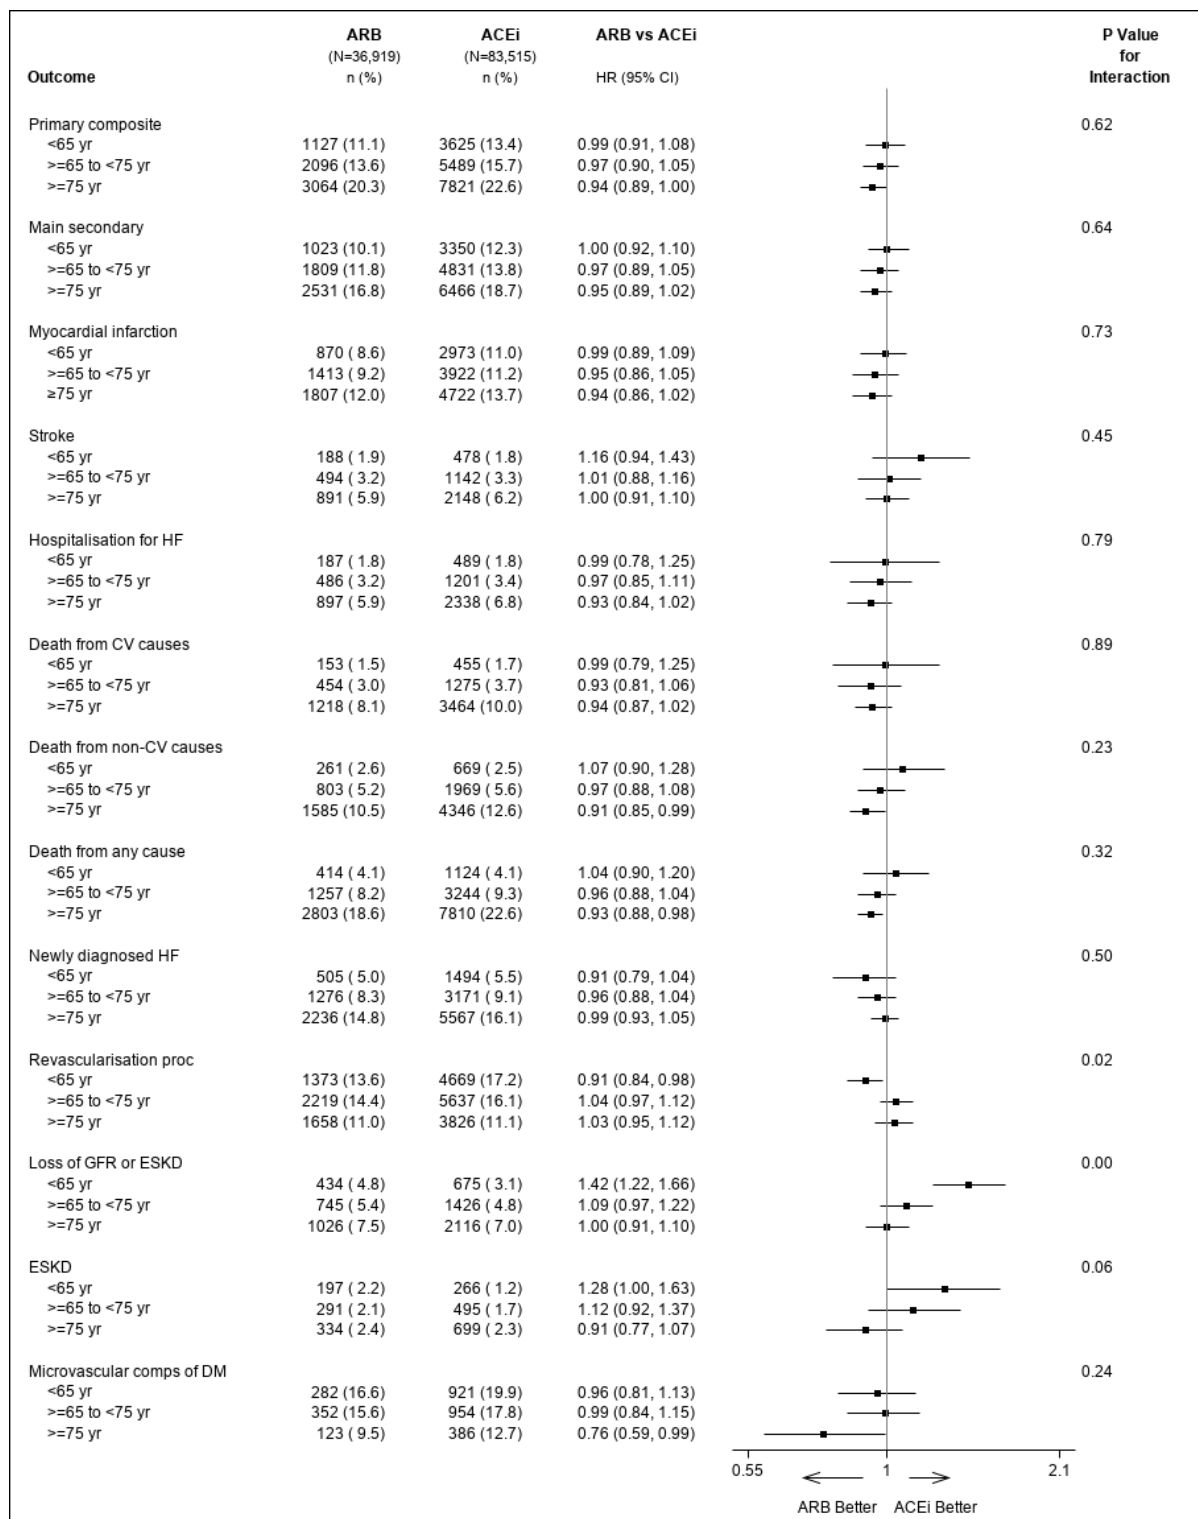 ARB ACEi ARB vs ACEi P Value
(N=36,919) (N=83,515) for
Outcome n (%) n (%) HR (95% CI) Interaction
Primary composite 0.62
<65 yr 1127 (11.1) 3625 (13.4) 0.99 (0.91, 1.08)
>=65 to <75 yr 2096 (13.6) 5489 (15.7) 0.97 (0.90, 1.05)
>=75 yr 3064 (20.3) 7821 (22.6) 0.94 (0.89, 1.00)
Main secondary 0.64
<65 yr 1023 (10.1) 3350 (12.3) 1.00 (0.92, 1.10)
>=65 to <75 yr 1809 (11.8) 4831 (13.8) 0.97 (0.89, 1.05)
>=75 yr 2531 (16.8) 6466 (18.7) 0.95 (0.89, 1.02)
Myocardial infarction 0.73
<65 yr 870 ( 8.6) 2973 (11.0) 0.99 (0.89, 1.09)
>=65 to <75 yr 1413 ( 9.2) 3922 (11.2) 0.95 (0.86, 1.05)
≥75 yr 1807 (12.0) 4722 (13.7) 0.94 (0.86, 1.02)
Stroke 0.45
<65 yr 188 ( 1.9) 478 ( 1.8) 1.16 (0.94, 1.43)
>=65 to <75 yr 494 ( 3.2) 1142 ( 3.3) 1.01 (0.88, 1.16)
>=75 yr 891 ( 5.9) 2148 ( 6.2) 1.00 (0.91, 1.10)
Hospitalisation for HF 0.79
<65 yr 187 ( 1.8) 489 ( 1.8) 0.99 (0.78, 1.25)
>=65 to <75 yr 486 ( 3.2) 1201 ( 3.4) 0.97 (0.85, 1.11)
>=75 yr 897 ( 5.9) 2338 ( 6.8) 0.93 (0.84, 1.02)
Death from CV causes 0.89
<65 yr 153 ( 1.5) 455 ( 1.7) 0.99 (0.79, 1.25)
>=65 to <75 yr 454 ( 3.0) 1275 ( 3.7) 0.93 (0.81, 1.06)
>=75 yr 1218 ( 8.1) 3464 (10.0) 0.94 (0.87, 1.02)
Death from non-CV causes 0.23
<65 yr 261 ( 2.6) 669 ( 2.5) 1.07 (0.90, 1.28)
>=65 to <75 yr 803 ( 5.2) 1969 ( 5.6) 0.97 (0.88, 1.08)
>=75 yr 1585 (10.5) 4346 (12.6) 0.91 (0.85, 0.99)
Death from any cause 0.32
<65 yr 414 ( 4.1) 1124 ( 4.1) 1.04 (0.90, 1.20)
>=65 to <75 yr 1257 ( 8.2) 3244 ( 9.3) 0.96 (0.88, 1.04)
>=75 yr 2803 (18.6) 7810 (22.6) 0.93 (0.88, 0.98)
Newly diagnosed HF 0.50
<65 yr 505 ( 5.0) 1494 ( 5.5) 0.91 (0.79, 1.04)
>=65 to <75 yr 1276 ( 8.3) 3171 ( 9.1) 0.96 (0.88, 1.04)
>=75 yr 2236 (14.8) 5567 (16.1) 0.99 (0.93, 1.05)
Revascularisation proc 0.02
<65 yr 1373 (13.6) 4669 (17.2) 0.91 (0.84, 0.98)
>=65 to <75 yr 2219 (14.4) 5637 (16.1) 1.04 (0.97, 1.12)
>=75 yr 1658 (11.0) 3826 (11.1) 1.03 (0.95, 1.12)
Loss of GFR or ESKD 0.00
<65 yr 434 ( 4.8) 675 ( 3.1) 1.42 (1.22, 1.66)
>=65 to <75 yr 745 ( 5.4) 1426 ( 4.8) 1.09 (0.97, 1.22)
>=75 yr 1026 ( 7.5) 2116 ( 7.0) 1.00 (0.91, 1.10)
ESKD 0.06
<65 yr 197 ( 2.2) 266 ( 1.2) 1.28 (1.00, 1.63)
>=65 to <75 yr 291 ( 2.1) 495 ( 1.7) 1.12 (0.92, 1.37)
>=75 yr 334 ( 2.4) 699 ( 2.3) 0.91 (0.77, 1.07)
Microvascular comps of DM 0.24
<65 yr 282 (16.6) 921 (19.9) 0.96 (0.81, 1.13)
>=65 to <75 yr 352 (15.6) 954 (17.8) 0.99 (0.84, 1.15)
>=75 yr 123 ( 9.5) 386 (12.7) 0.76 (0.59, 0.99)
0.55 1 2.1
ARB Better ACEi Better